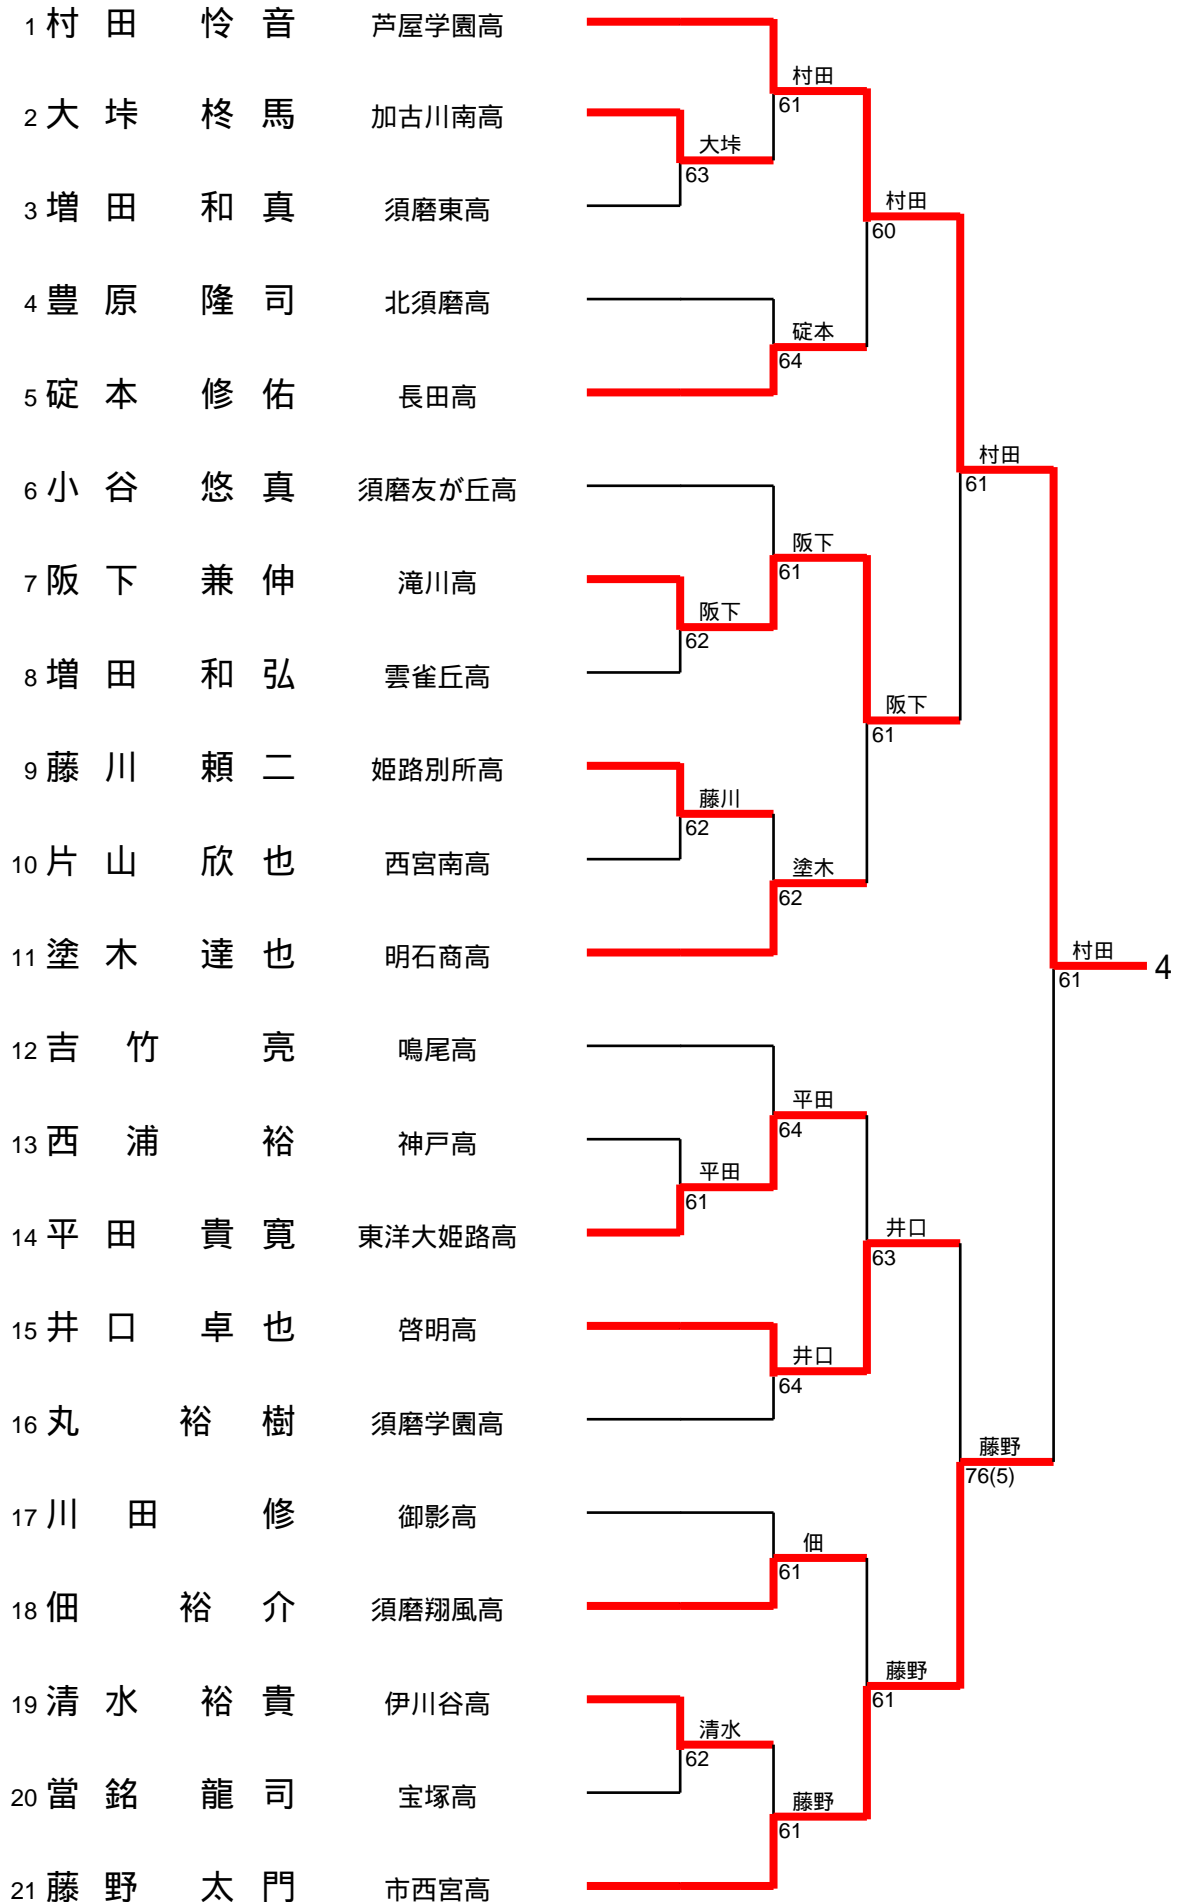 1 村田 怜音 芦屋学園高
村田
61
2 大垰 柊馬 加古川南高
大垰
63
3 増田 和真 須磨東高
村田
60
4 豊原 隆司 北須磨高
碇本
64
5 碇本 修佑 長田高
村田
61
6 小谷 悠真 須磨友が丘高
阪下
61
7 阪下 兼伸 滝川高
阪下
62
8 増田 和弘 雲雀丘高
阪下
61
9 藤川 頼二 姫路別所高
藤川
62
10 片山 欣也 西宮南高
塗木
62
11 塗木 達也 明石商高
村田
61
4
12 吉竹 亮 鳴尾高
平田
64
13 西浦 裕 神戸高
平田
61
14 平田 貴寛 東洋大姫路高
井口
63
15 井口 卓也 啓明高
井口
64
16 丸 裕樹 須磨学園高
藤野
76(5)
17 川田 修 御影高
佃
61
18 佃 裕介 須磨翔風高
藤野
61
19 清水 裕貴 伊川谷高
清水
62
20 當銘 龍司 宝塚高
藤野
61
21 藤野 太門 市西宮高